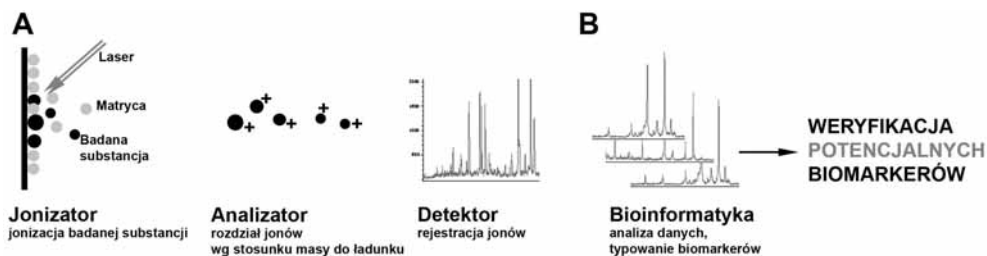 A
Laser
Matryca
Badana
substancja
Jonizator
jonizacja badanej substancji
+
+
+
+
+
Analizator
rozdział jonów
wg stosunku masy do ładunku
Detektor
rejestracja jonów
B
Bioinformatyka
analiza danych,
typowanie biomarkerów
WERYFIKACJA
POTENCJALNYCH
BIOMARKERÓW